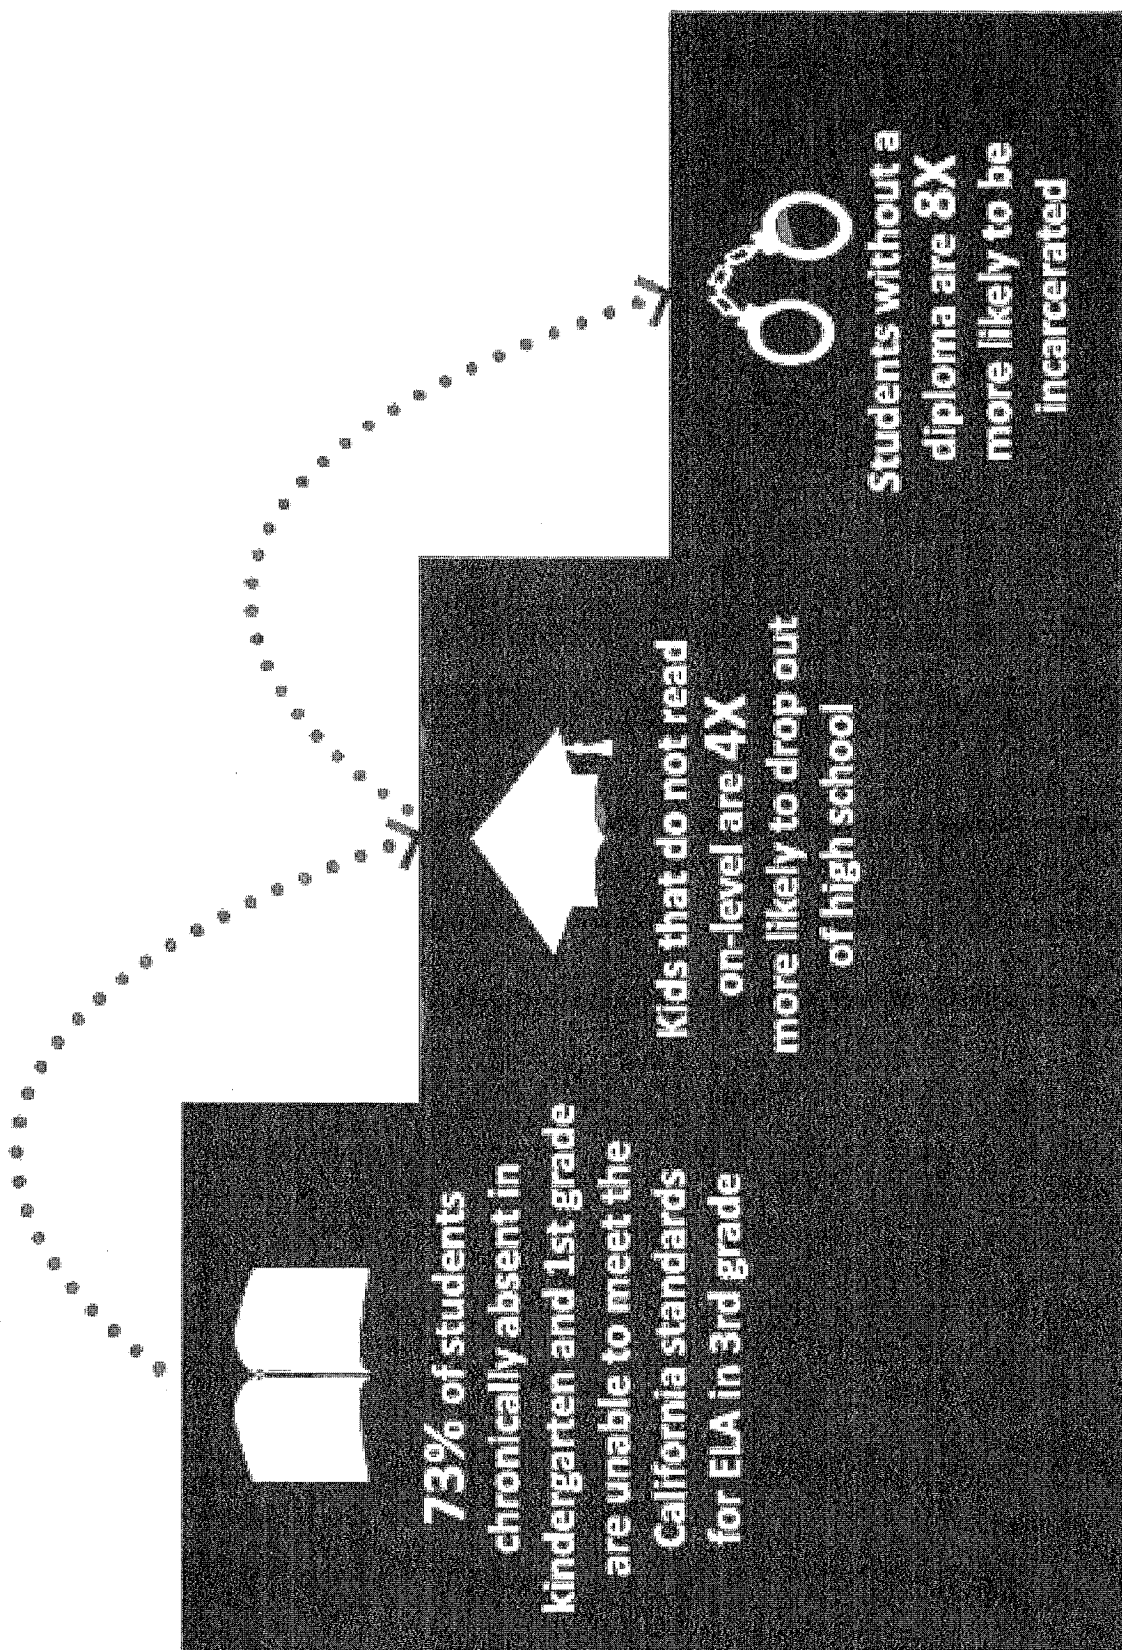 73% of students
chronically absent in
kindergarten and 1st grade
are unable to meet the
California standards
for ELA in 3rd grade
Kids that do not read
on-level are 4X
more likely to drop out
of high school
Students without a
diploma are 8X
more likely to be
incarcerated